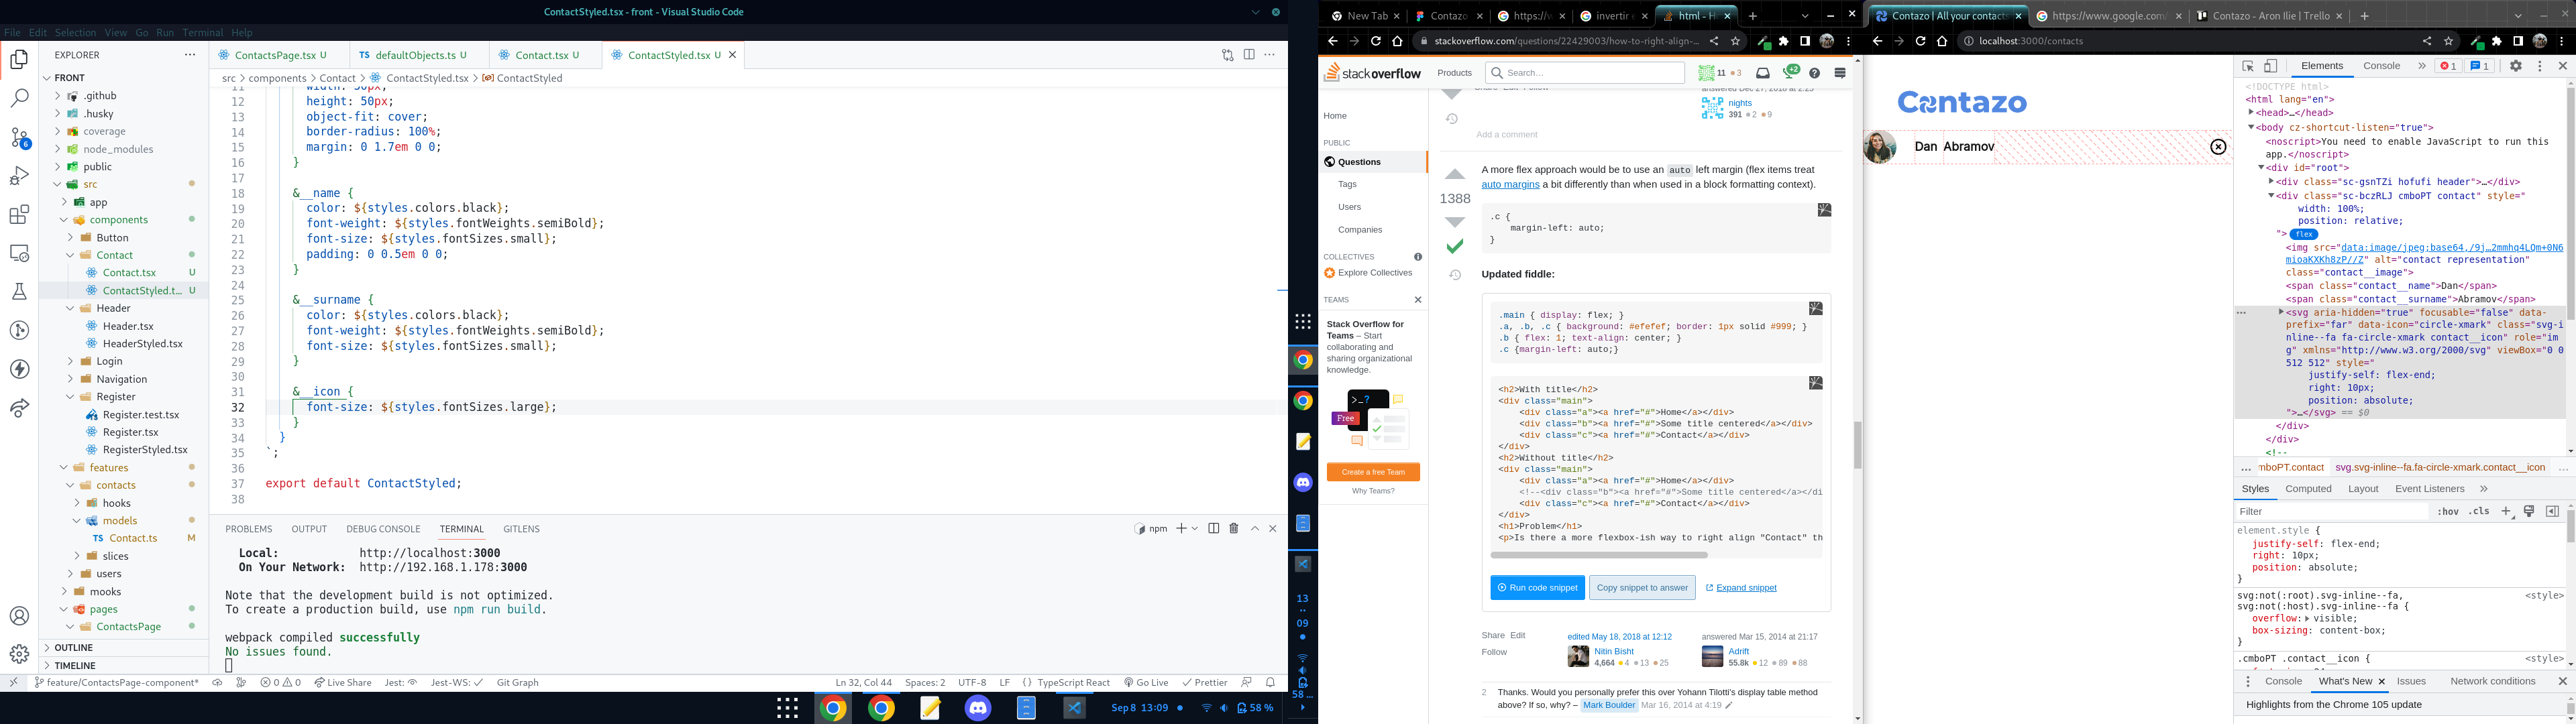 ContactStyled.tsx - front - Visual Studio Code
File Edit Selection View Go Run Terminal Help
EXPLORER
FRONT
.github
.husky
coverage
node_modules
public
src
app
components
Button
Contact
Contact.tsx U
ContactStyled.t... U
Header
Header.tsx
HeaderStyled.tsx
Login
Navigation
Register
Register.test.tsx
Register.tsx
RegisterStyled.tsx
features
contacts
hooks
models
TS Contact.ts M
slices
users
mooks
pages
ContactsPage
OUTLINE
TIMELINE
ContactsPage.tsx U
TS defaultObjects.ts U
Contact.tsx U
ContactStyled.tsx U
src > components > Contact > ContactStyled.tsx > ContactStyled
11 width: 50px;
12 height: 50px;
13 object-fit: cover;
14 border-radius: 100%;
15 margin: 0 1.7em 0 0;
16 }
17
18 &__name {
19 color: ${styles.colors.black};
20 font-weight: ${styles.fontWeights.semiBold};
21 font-size: ${styles.fontSizes.small};
22 padding: 0 0.5em 0 0;
23 }
24
25 &__surname {
26 color: ${styles.colors.black};
27 font-weight: ${styles.fontWeights.semiBold};
28 font-size: ${styles.fontSizes.small};
29 }
30
31 &__icon {
32 font-size: ${styles.fontSizes.large};
33 }
34 }
35 `;
36
37 export default ContactStyled;
38
PROBLEMS OUTPUT DEBUG CONSOLE TERMINAL GITLENS
npm
Local: http://localhost:3000
On Your Network: http://192.168.1.178:3000
Note that the development build is not optimized.
To create a production build, use npm run build.
webpack compiled successfully
No issues found.
feature/ContactsPage-component* 0 0 Live Share Jest: Jest-WS: Git Graph
Ln 32, Col 44 Spaces: 2 UTF-8 LF {} TypeScript React Go Live Prettier
Sep 8 13:09 58 %
13
09
58 ...
New Tab
Contazo
https://v
invertir
html - H
stackoverflow.com/questions/22429003/how-to-right-align-...
stackoverflow
Products
Search...
11 3
+2
Home
PUBLIC
Questions
Tags
Users
Companies
COLLECTIVES
Explore Collectives
TEAMS
Stack Overflow for
Teams – Start
collaborating and
sharing organizational
knowledge.
Free
Create a free Team
Why Teams?
Share Edit Follow
answered Dec 27, 2018 at 2:25
nights
391 2 9
Add a comment
1388
A more flex approach would be to use an auto left margin (flex items treat
auto margins a bit differently than when used in a block formatting context).
.c {
margin-left: auto;
}
Updated fiddle:
.main { display: flex; }
.a, .b, .c { background: #efefef; border: 1px solid #999; }
.b { flex: 1; text-align: center; }
.c {margin-left: auto;}
<h2>With title</h2>
<div class="main">
<div class="a"><a href="#">Home</a></div>
<div class="b"><a href="#">Some title centered</a></div>
<div class="c"><a href="#">Contact</a></div>
</div>
<h2>Without title</h2>
<div class="main">
<div class="a"><a href="#">Home</a></div>
<!--<div class="b"><a href="#">Some title centered</a></di
<div class="c"><a href="#">Contact</a></div>
</div>
<h1>Problem</h1>
<p>Is there a more flexbox-ish way to right align "Contact" th
Run code snippet
Copy snippet to answer
Expand snippet
Share Edit
Follow
edited May 18, 2018 at 12:12
Nitin Bisht
4,664 4 13 25
answered Mar 15, 2014 at 21:17
Adrift
55.8k 12 89 88
2 Thanks. Would you personally prefer this over Yohann Tilotti's display table method
above? If so, why? – Mark Boulder Mar 16, 2014 at 4:19
Contazo | All your contacts
https://www.google.com/
Contazo - Aron Ilie | Trello
localhost:3000/contacts
Contazo
Dan Abramov
Elements Console
1 1
<!DOCTYPE html>
<html lang="en">
<head>…</head>
<body cz-shortcut-listen="true">
<noscript>You need to enable JavaScript to run this
app.</noscript>
<div id="root">
<div class="sc-gsnTZi hofufi header">…</div>
<div class="sc-bczRLJ cmboPT contact" style="
width: 100%;
position: relative;
"> flex
<img src="data:image/jpeg;base64,/9j…2mmhq4LQm+0N6
mioaKXKh8zP//Z" alt="contact representation"
class="contact__image">
<span class="contact__name">Dan</span>
<span class="contact__surname">Abramov</span>
<svg aria-hidden="true" focusable="false" data-
prefix="far" data-icon="circle-xmark" class="svg-i
nline--fa fa-circle-xmark contact__icon" role="im
g" xmlns="http://www.w3.org/2000/svg" viewBox="0 0
512 512" style="
justify-self: flex-end;
right: 10px;
position: absolute;
">…</svg> == $0
</div>
</div>
<!--
... mboPT.contact svg.svg-inline--fa.fa-circle-xmark.contact__icon ...
Styles Computed Layout Event Listeners
Filter :hov .cls
element.style {
justify-self: flex-end;
right: 10px;
position: absolute;
}
svg:not(:root).svg-inline--fa, <style>
svg:not(:host).svg-inline--fa {
overflow: visible;
box-sizing: content-box;
}
.cmboPT .contact__icon { <style>
Console What's New Issues Network conditions
Highlights from the Chrome 105 update